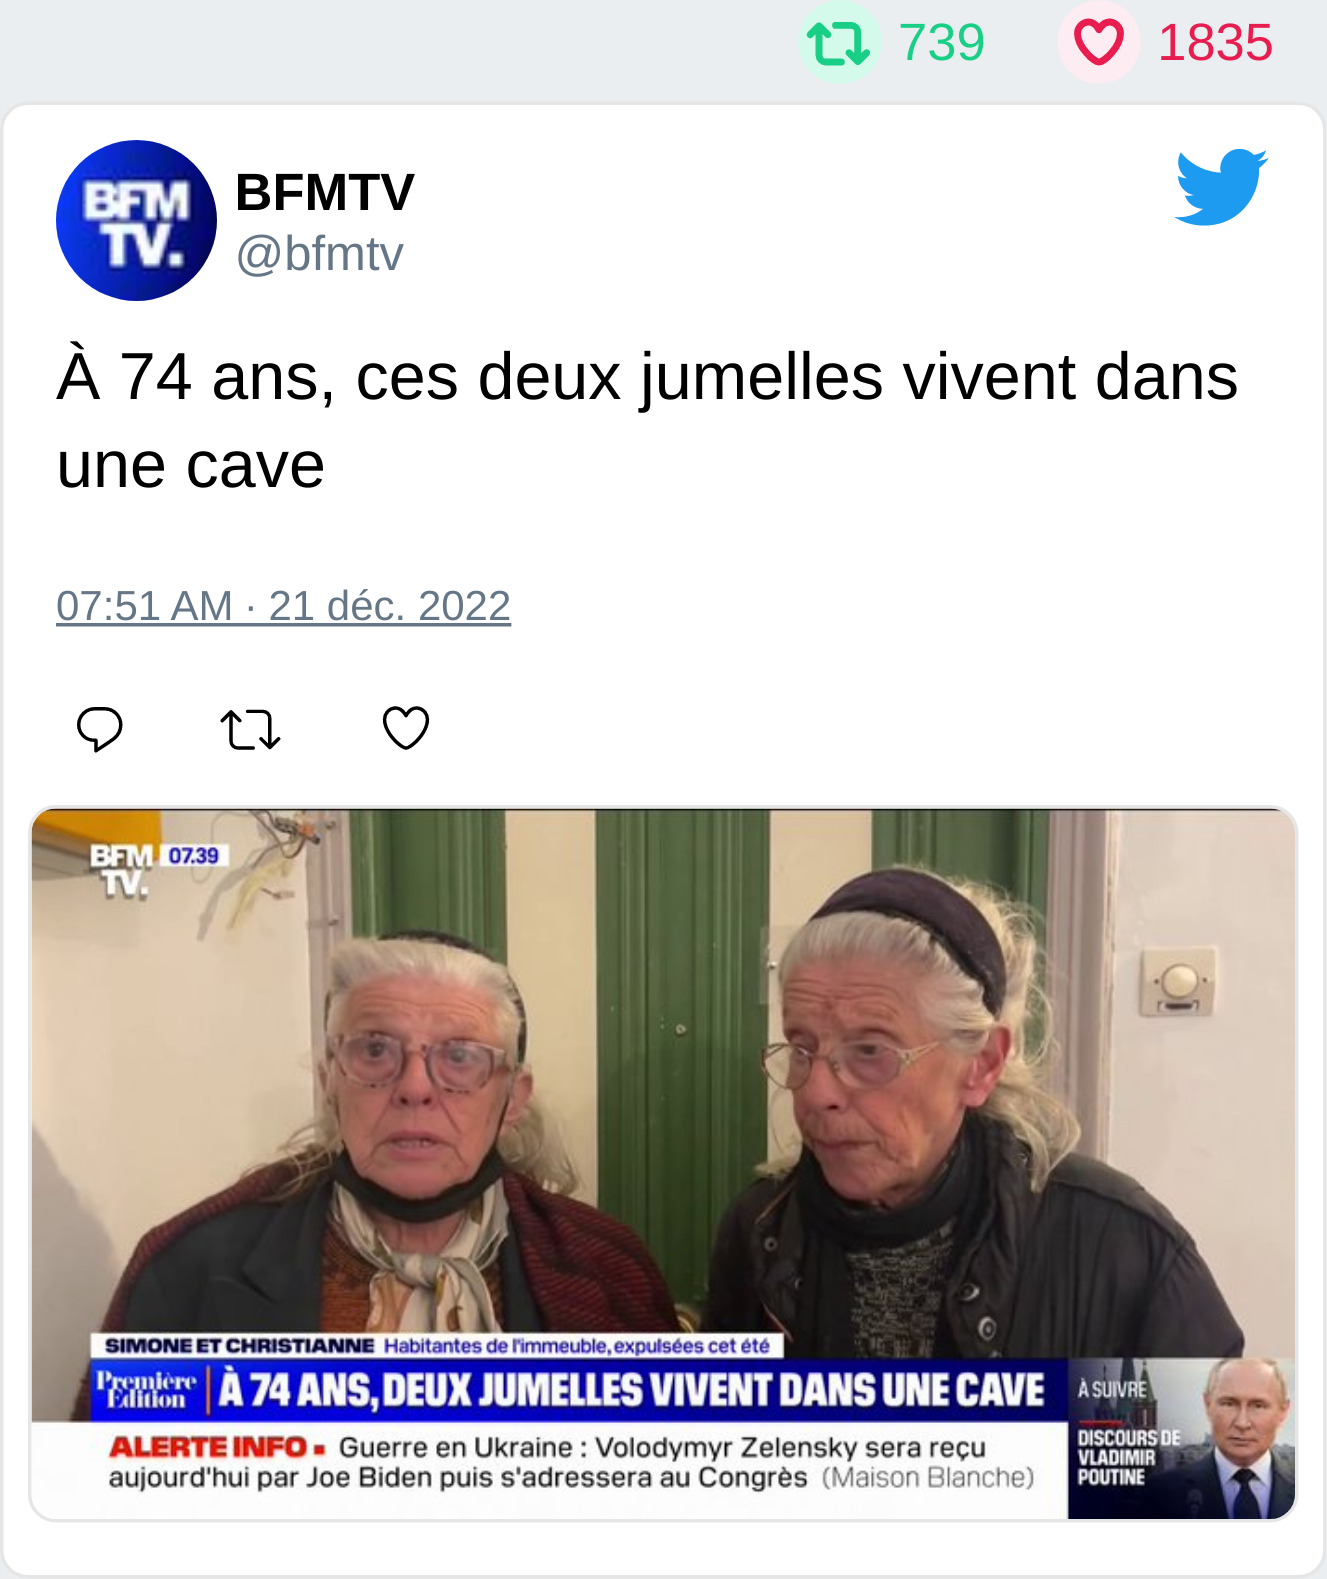 739 1835
BFM
TV.
BFMTV
@bfmtv
À 74 ans, ces deux jumelles vivent dans
une cave
07:51 AM · 21 déc. 2022
BFM 07.39
TV.
SIMONE ET CHRISTIANNE Habitantes de l'immeuble, expulsées cet été
Première
Édition
À 74 ANS, DEUX JUMELLES VIVENT DANS UNE CAVE
ALERTE INFO ▪ Guerre en Ukraine : Volodymyr Zelensky sera reçu
aujourd'hui par Joe Biden puis s'adressera au Congrès (Maison Blanche)
À SUIVRE
DISCOURS DE
VLADIMIR
POUTINE